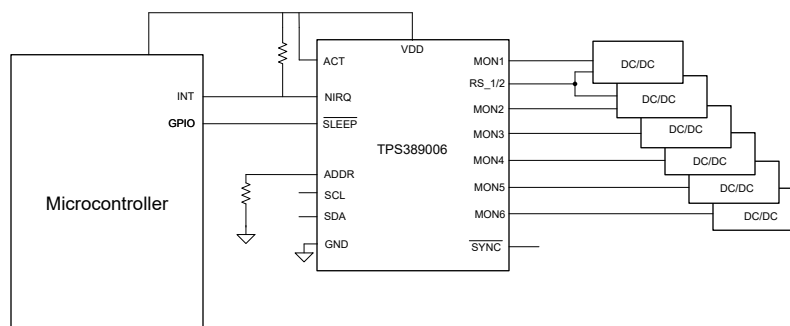 VDD
ACT
MON1
DC/DC
RS_1/2
INT
NIRQ
DC/DC
MON2
GPIO
SLEEP
MON3
DC/DC
TPS389006
MON4
DC/DC
ADDR
MON5
DC/DC
SCL
Microcontroller
SDA
MON6
DC/DC
GND
SYNC